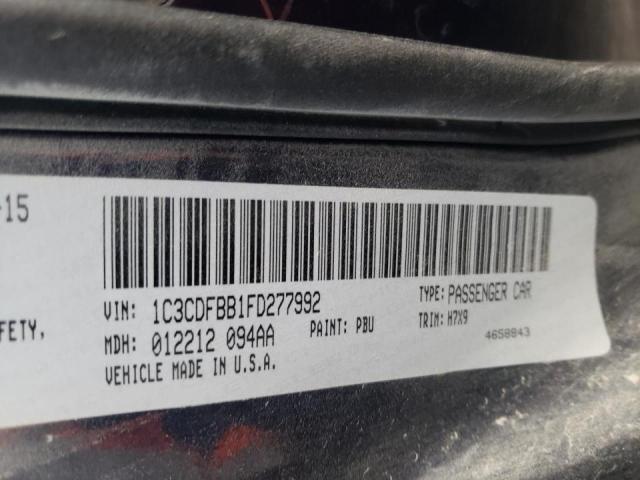 -15
FETY,
VIN: 1C3CDFBB1FD277992
TYPE: PASSENGER CAR
MDH: 012212 094AA
PAINT: PBU
TRIM: H7X9
4658843
VEHICLE MADE IN U.S.A.